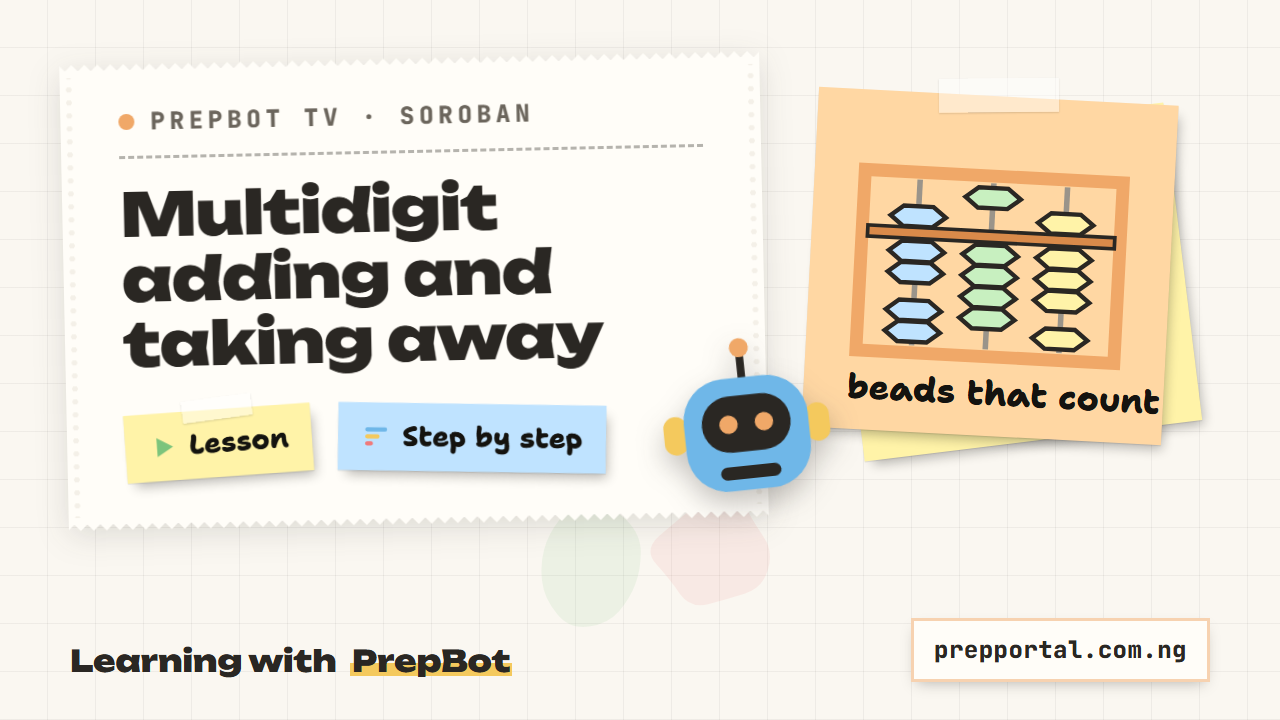 PREPBOT TV · SOROBAN
Multidigit
adding and
taking away
Lesson
Step by step
beads that count
Learning with PrepBot
prepportal.com.ng